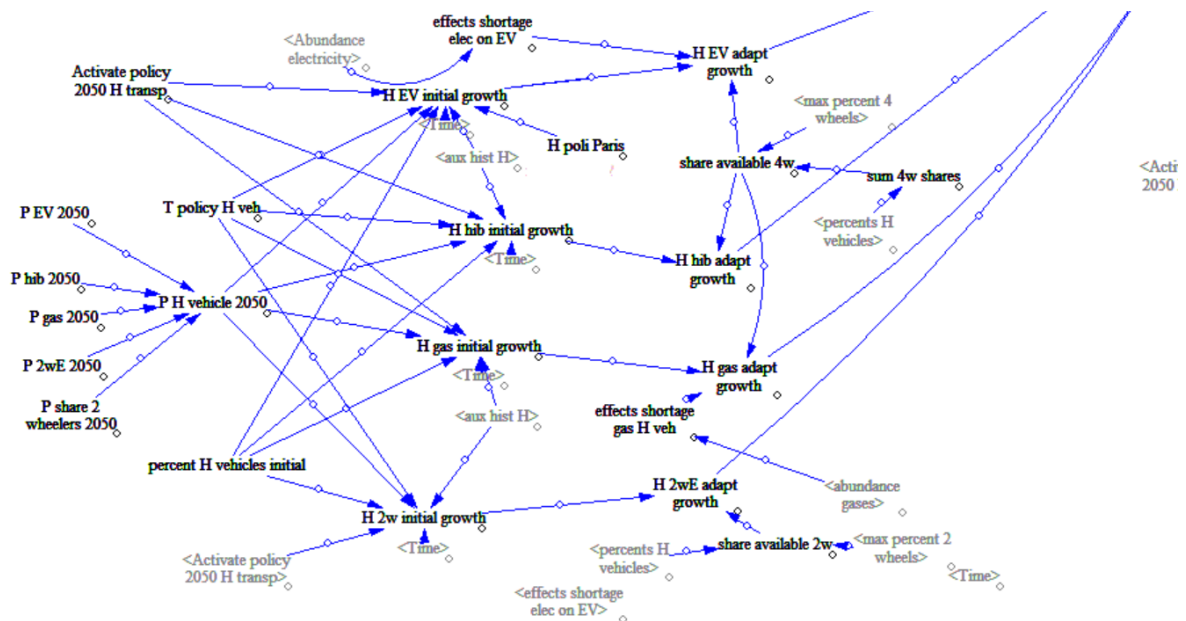 effects shortage
elec on EV
<Abundance
electricity>
H EV adapt
growth
Activate policy
2050 H transp
H EV initial growth
<Time>
<max percent 4
wheels>
H poli Paris
<aux hist H>
share available 4w
sum 4w shares
<Acti
2050
P EV 2050
T policy H veh
<percents H
vehicles>
H hib initial growth
<Time>
H hib adapt
growth
P hib 2050
P H vehicle 2050
P gas 2050
H gas initial growth
P 2wE 2050
<Time>
H gas adapt
growth
P share 2
wheelers 2050
<aux hist H>
effects shortage
gas H veh
percent H vehicles initial
H 2wE adapt
growth
<abundance
gases>
H 2w initial growth
<Time>
<Activate policy
2050 H transp>
<percents H
vehicles>
share available 2w
<max percent 2
wheels>
<Time>
<effects shortage
elec on EV>